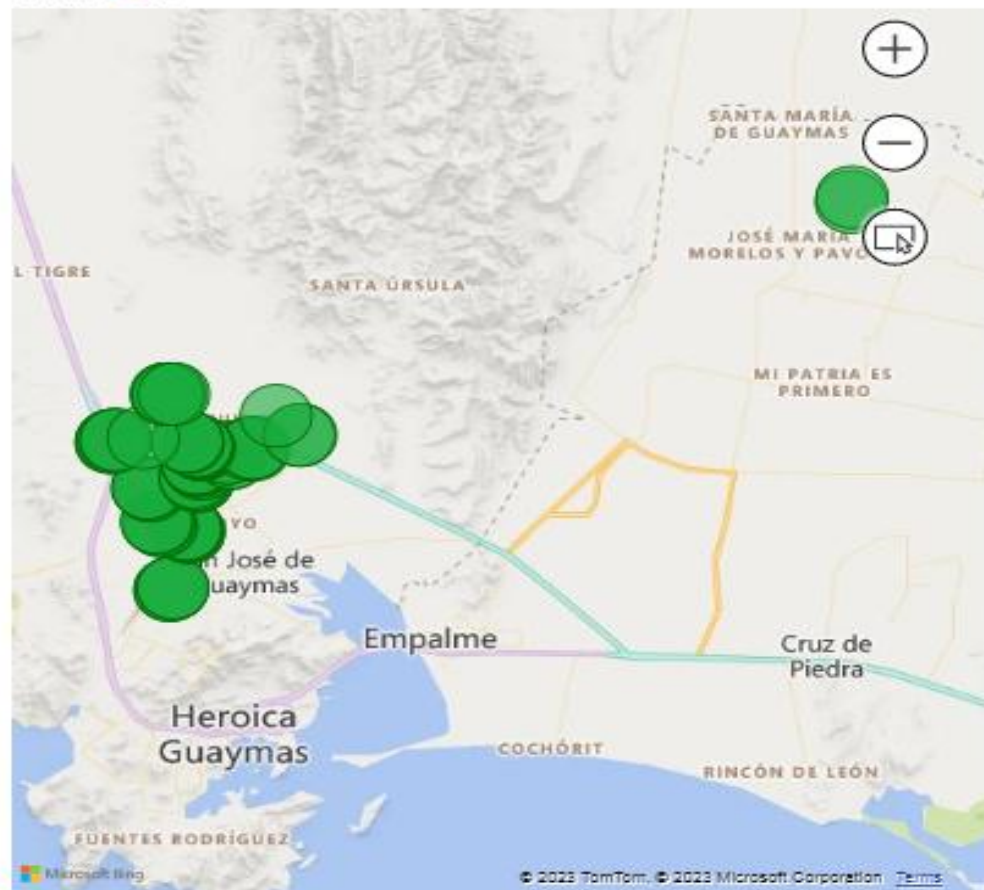 SANTA MARÍA
DE GUAYMAS
JOSÉ MARÍA
MORELOS Y PAVO
L TIGRE
SANTA ÚRSULA
MI PATRIA ES
PRIMERO
YO
José de
uaymas
Empalme
Cruz de
Piedra
Heroica
Guaymas
COCHÓRIT
RINCÓN DE LEÓN
FUENTES RODRÍGUEZ
Microsoft Bing
© 2023 TomTom, © 2023 Microsoft Corporation Terms